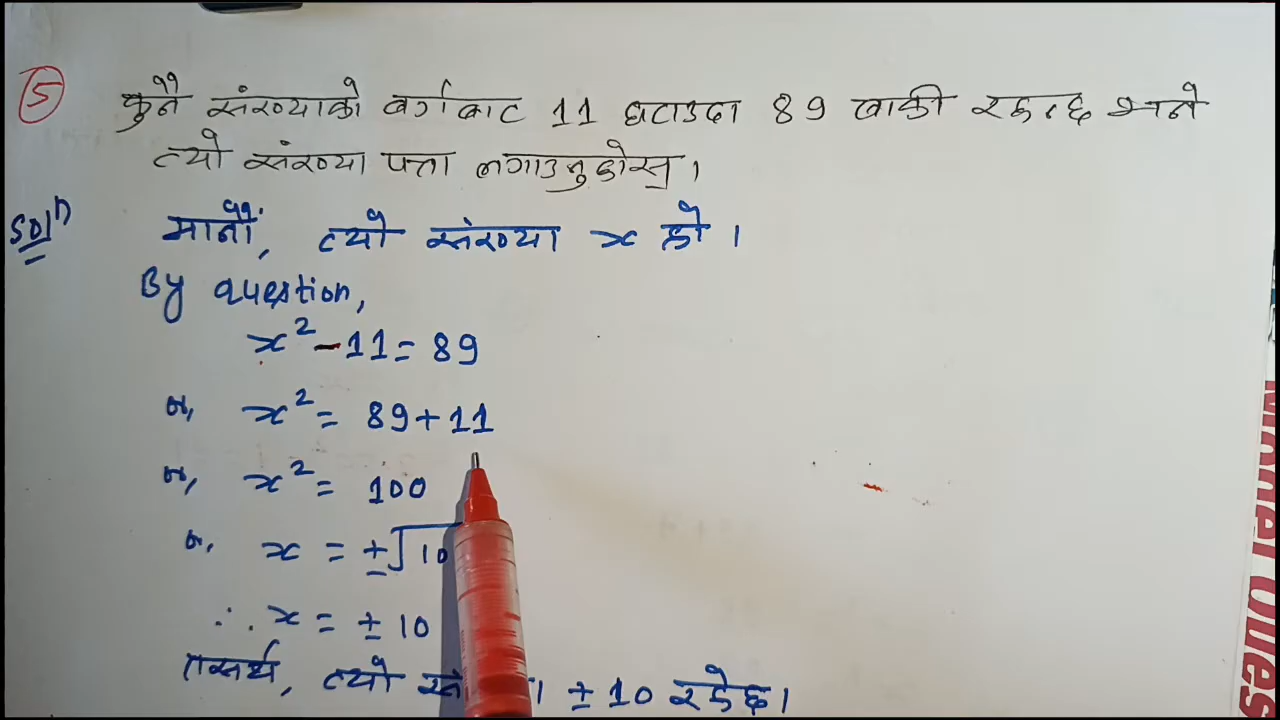 5 कुनै संख्याको वर्गबाट 11 घटाउदा 89 बाकी रहन्छ भने
त्यो संख्या पत्ता लगाउनुहोस्।
Solⁿ मानौं, त्यो संख्या x हो।
By question,
x² - 11 = 89
or, x² = 89 + 11
or, x² = 100
or, x = ±√10
∴ x = ± 10
तसर्थ, त्यो ± 10 रहेछ।